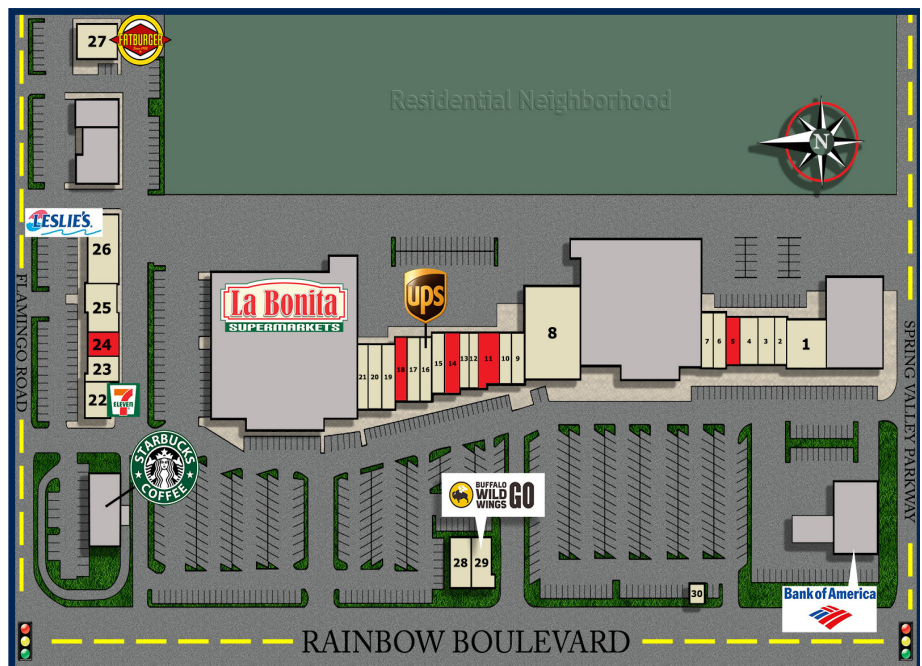 27
FATBURGER
Residential Neighborhood
N
LESLIE'S.
26
La Bonita
SUPERMARKETS
ups
25
8
24
23
22
7
ELEVEN
21
20
19
18
17
16
15
14
13
12
11
10
9
7
6
5
4
3
2
1
FLAMINGO ROAD
SPRING VALLEY PARKWAY
STARBUCKS
COFFEE
BUFFALO
WILD
WINGS
GO
28
29
30
Bank of America
RAINBOW BOULEVARD